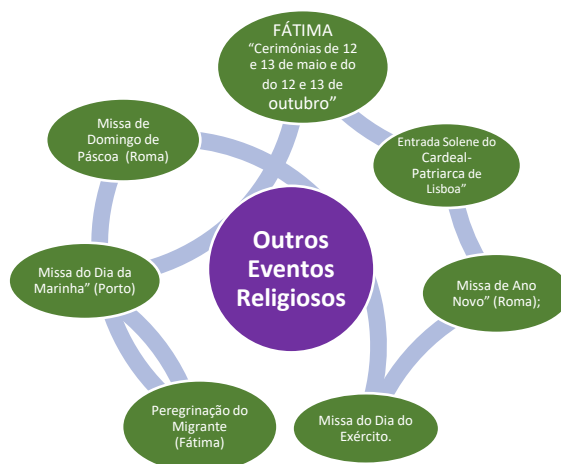 FÁTIMA
“Cerimónias de 12
e 13 de maio e do
do 12 e 13 de
outubro”
Missa de
Domingo de
Páscoa (Roma)
Entrada Solene do
Cardeal-
Patriarca de
Lisboa”
Outros
Eventos
Religiosos
Missa do Dia da
Marinha” (Porto)
Missa de Ano
Novo” (Roma);
Peregrinação do
Migrante
(Fátima)
Missa do Dia do
Exército.